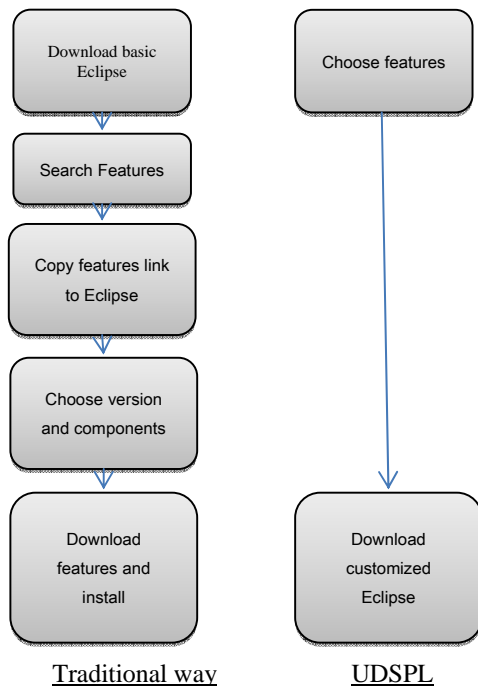 Download basic
Eclipse
Search Features
Copy features link
to Eclipse
Choose version
and components
Download
features and
install
Traditional way
Choose features
Download
customized
Eclipse
UDSPL